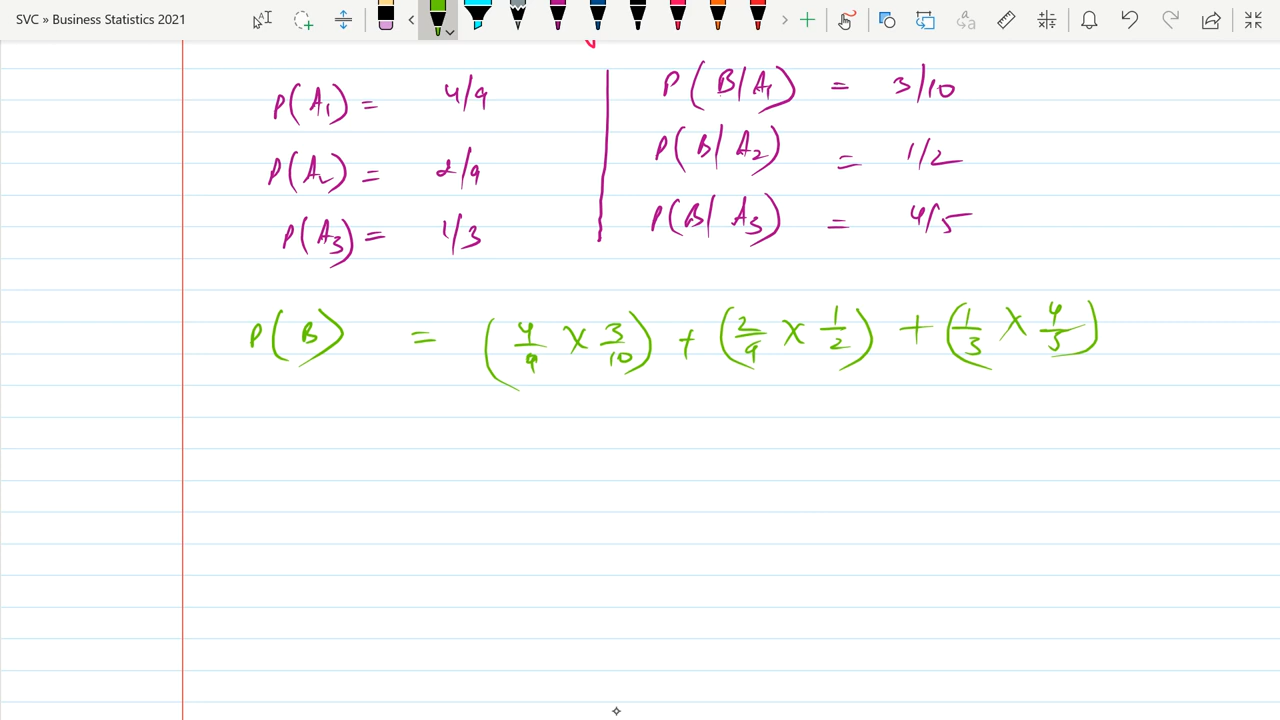 SVC » Business Statistics 2021
P(A₁) = 4/9
P(A₂) = 2/9
P(A₃) = 1/3
P(B|A₁) = 3/10
P(B|A₂) = 1/2
P(B|A₃) = 4/5
P(B) = (4/9 × 3/10) + (2/9 × 1/2) + (1/3 × 4/5)